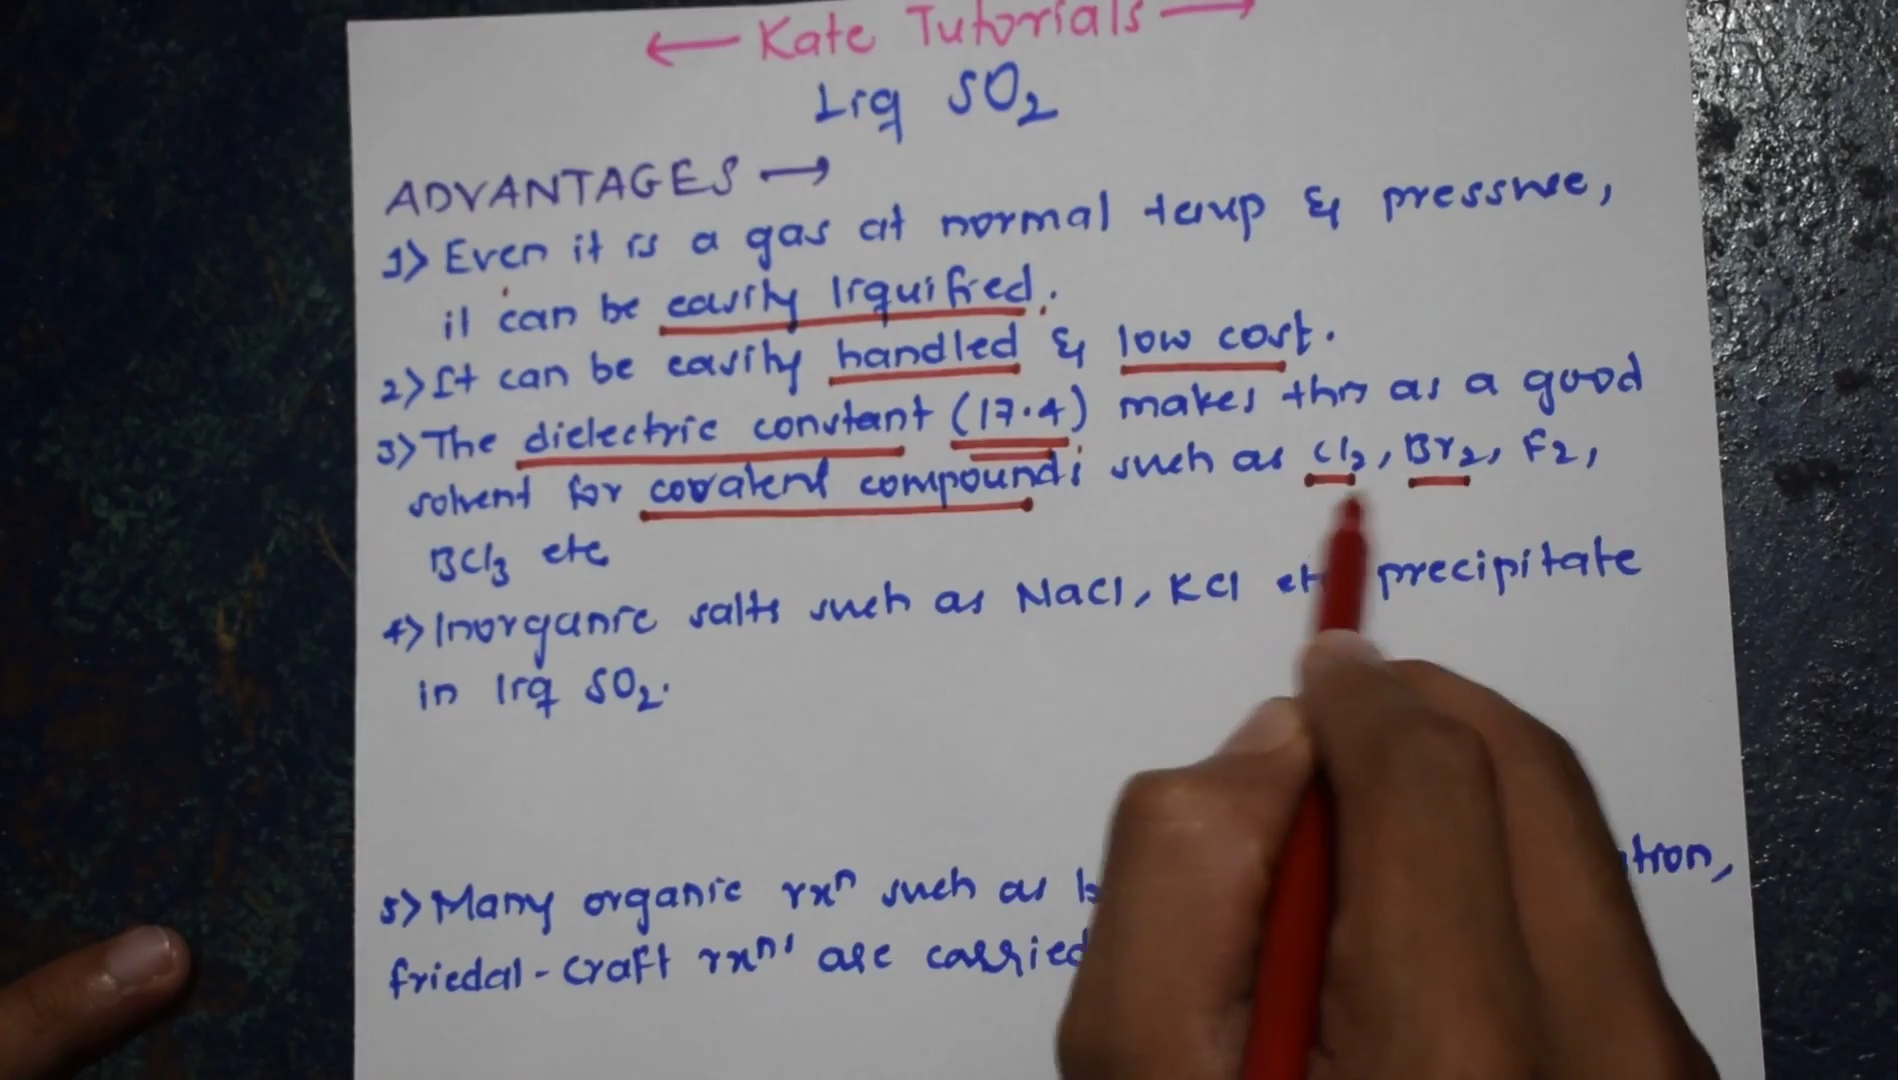 ← Kate Tutorials →
Liq SO2
ADVANTAGES →
1) Even it is a gas at normal temp & pressure,
it can be easily liquified.
2) It can be easily handled & low cost.
3) The dielectric constant (17.4) makes this as a good
solvent for covalent compounds such as Cl2, Br2, F2,
BCl3 etc
4) Inorganic salts such as NaCl, KCl precipitate
in liq SO2.
5) Many organic rxn such as
friedal-craft rxns are carried